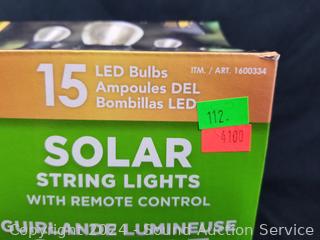 15
LED Bulbs
Ampoules DEL
Bombillas LED
ITM. / ART. 1600334
112.
4100
SOLAR
STRING LIGHTS
WITH REMOTE CONTROL
GUIRLANDE LUMINEUSE
Copyright 2024 - Sound Auction Service